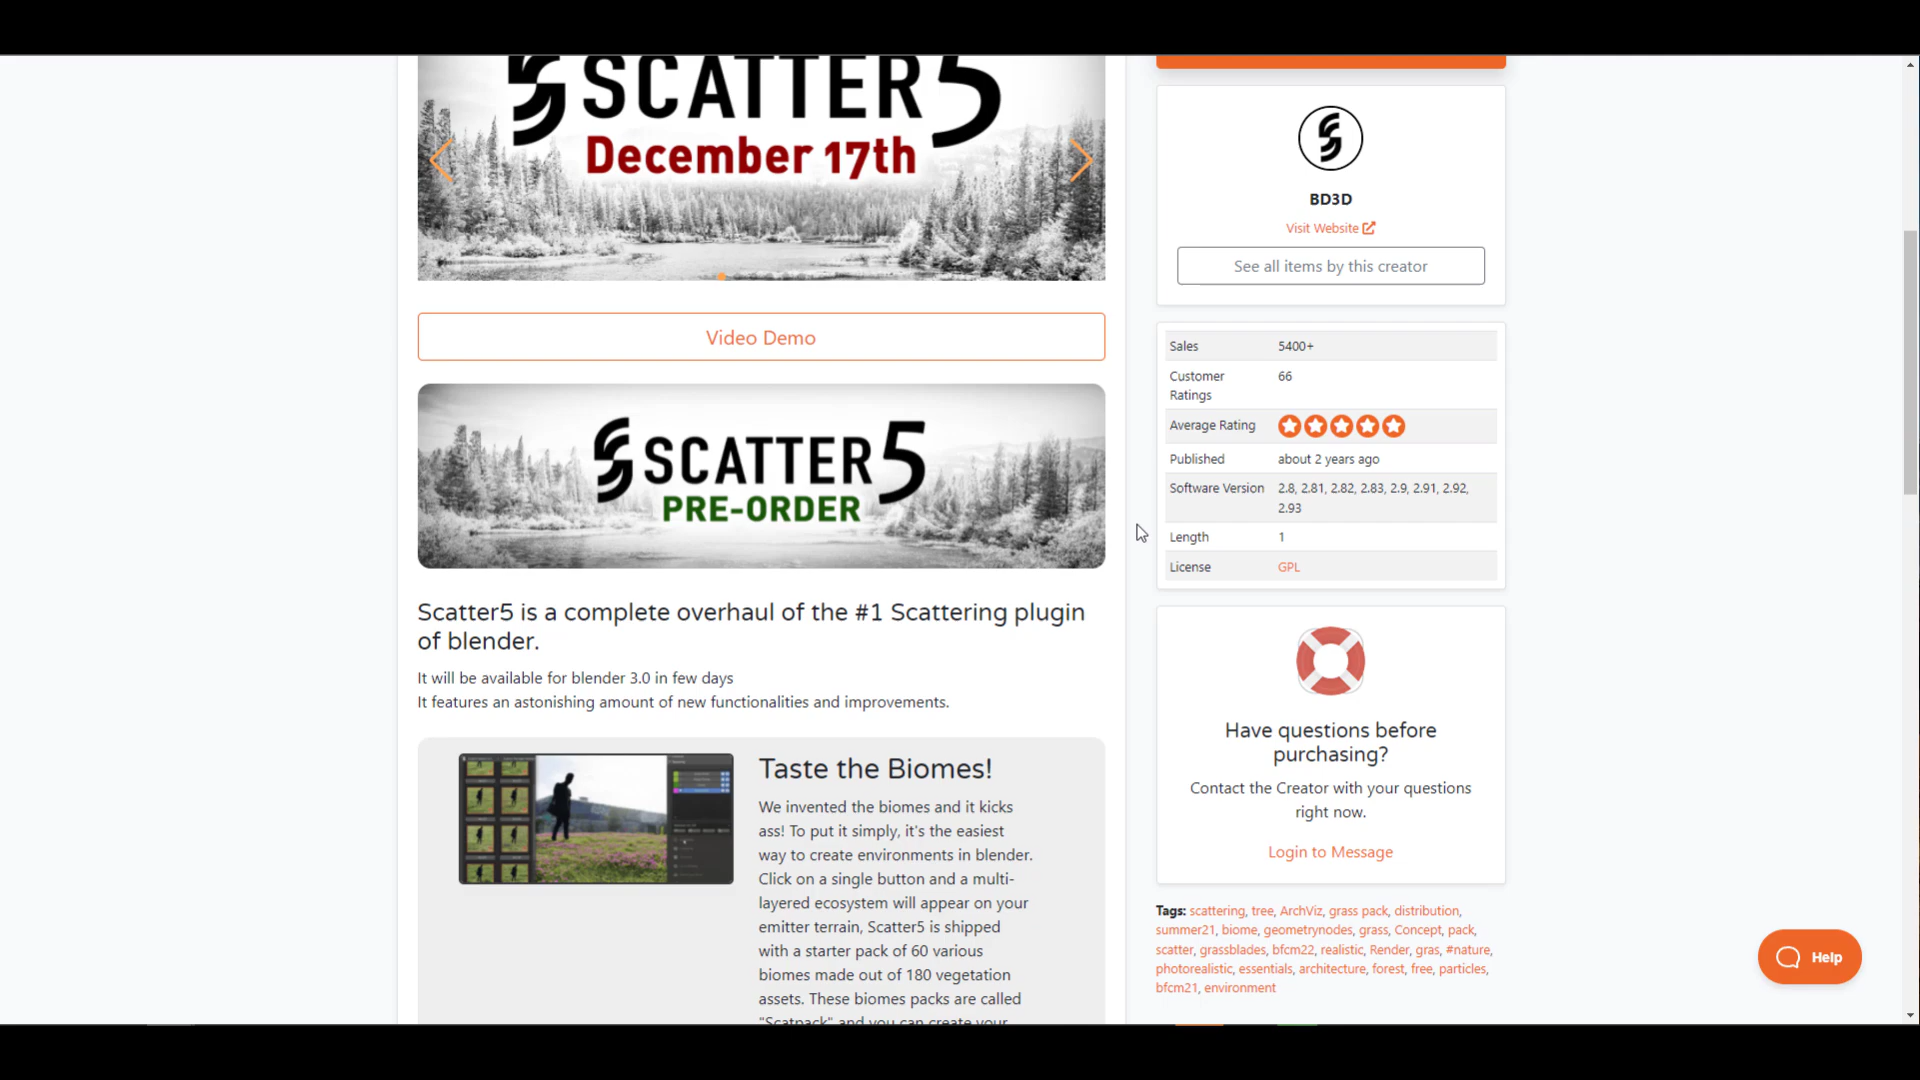 SCATTER 5
December 17th
Video Demo
SCATTER 5
PRE-ORDER
Scatter5 is a complete overhaul of the #1 Scattering plugin
of blender.
It will be available for blender 3.0 in few days
It features an astonishing amount of new functionalities and improvements.
Taste the Biomes!
We invented the biomes and it kicks
ass! To put it simply, it's the easiest
way to create environments in blender.
Click on a single button and a multi-
layered ecosystem will appear on your
emitter terrain, Scatter5 is shipped
with a starter pack of 60 various
biomes made out of 180 vegetation
assets. These biomes packs are called
"Scatpack" and you can create your
BD3D
Visit Website
See all items by this creator
Sales 5400+
Customer
Ratings 66
Average Rating
Published about 2 years ago
Software Version 2.8, 2.81, 2.82, 2.83, 2.9, 2.91, 2.92,
2.93
Length 1
License GPL
Have questions before
purchasing?
Contact the Creator with your questions
right now.
Login to Message
Tags: scattering, tree, ArchViz, grass pack, distribution,
summer21, biome, geometrynodes, grass, Concept, pack,
scatter, grassblades, bfcm22, realistic, Render, gras, #nature,
photorealistic, essentials, architecture, forest, free, particles,
bfcm21, environment
Help